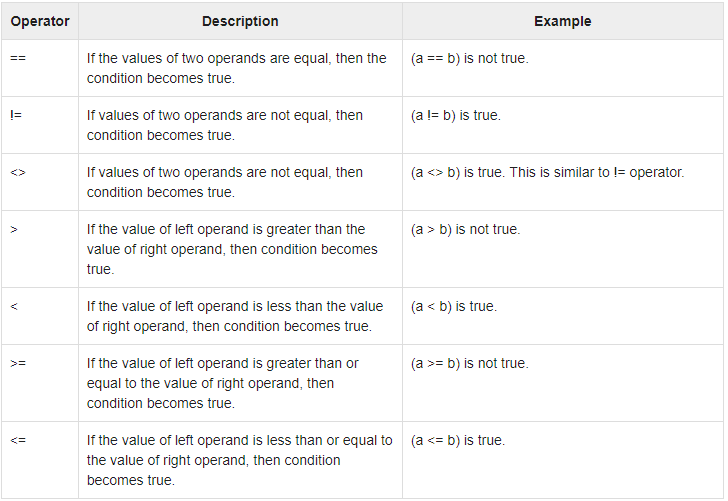 Operator Description Example
== If the values of two operands are equal, then the (a == b) is not true.
condition becomes true.
!= If values of two operands are not equal, then (a != b) is true.
condition becomes true.
<> If values of two operands are not equal, then (a <> b) is true. This is similar to != operator.
condition becomes true.
> If the value of left operand is greater than the (a > b) is not true.
value of right operand, then condition becomes
true.
< If the value of left operand is less than the value (a < b) is true.
of right operand, then condition becomes true.
>= If the value of left operand is greater than or (a >= b) is not true.
equal to the value of right operand, then
condition becomes true.
<= If the value of left operand is less than or equal to (a <= b) is true.
the value of right operand, then condition
becomes true.